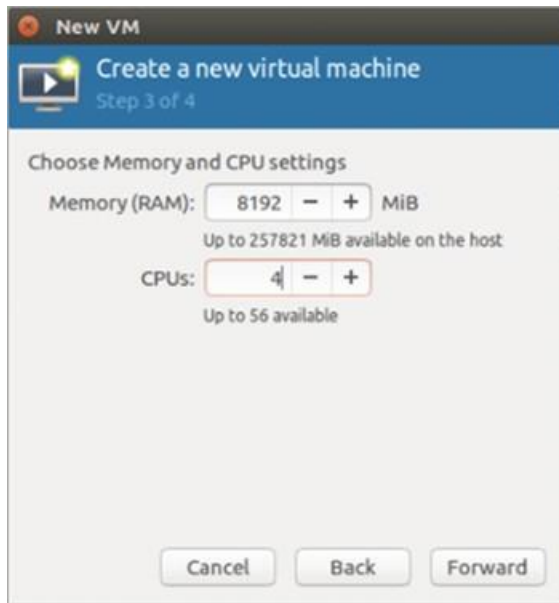 New VM
Create a new virtual machine
Step 3 of 4
Choose Memory and CPU settings
Memory (RAM): 8192 − + MiB
Up to 257821 MiB available on the host
CPUs: 4 − +
Up to 56 available
Cancel Back Forward